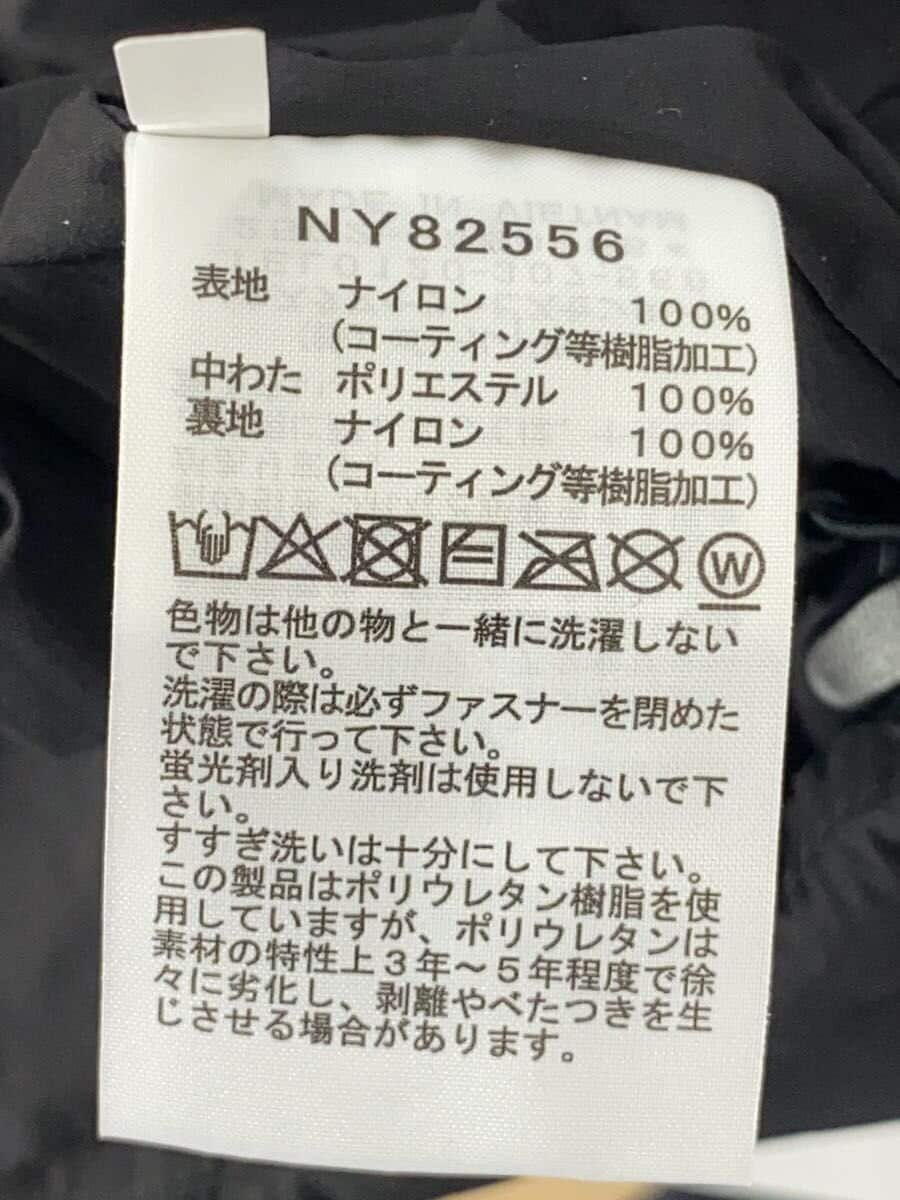 NY82556
表地 ナイロン 100%
(コーティング等樹脂加工)
中わた ポリエステル 100%
裏地 ナイロン 100%
(コーティング等樹脂加工)
W
色物は他の物と一緒に洗濯しない
で下さい。
洗濯の際は必ずファスナーを閉めた
状態で行って下さい。
蛍光剤入り洗剤は使用しないで下
さい。
すすぎ洗いは十分にして下さい。
この製品はポリウレタン樹脂を使
用していますが、ポリウレタンは
素材の特性上3年～5年程度で徐
々に劣化し、剥離やべたつきを生
じさせる場合があります。
MADE IN VIETNAM